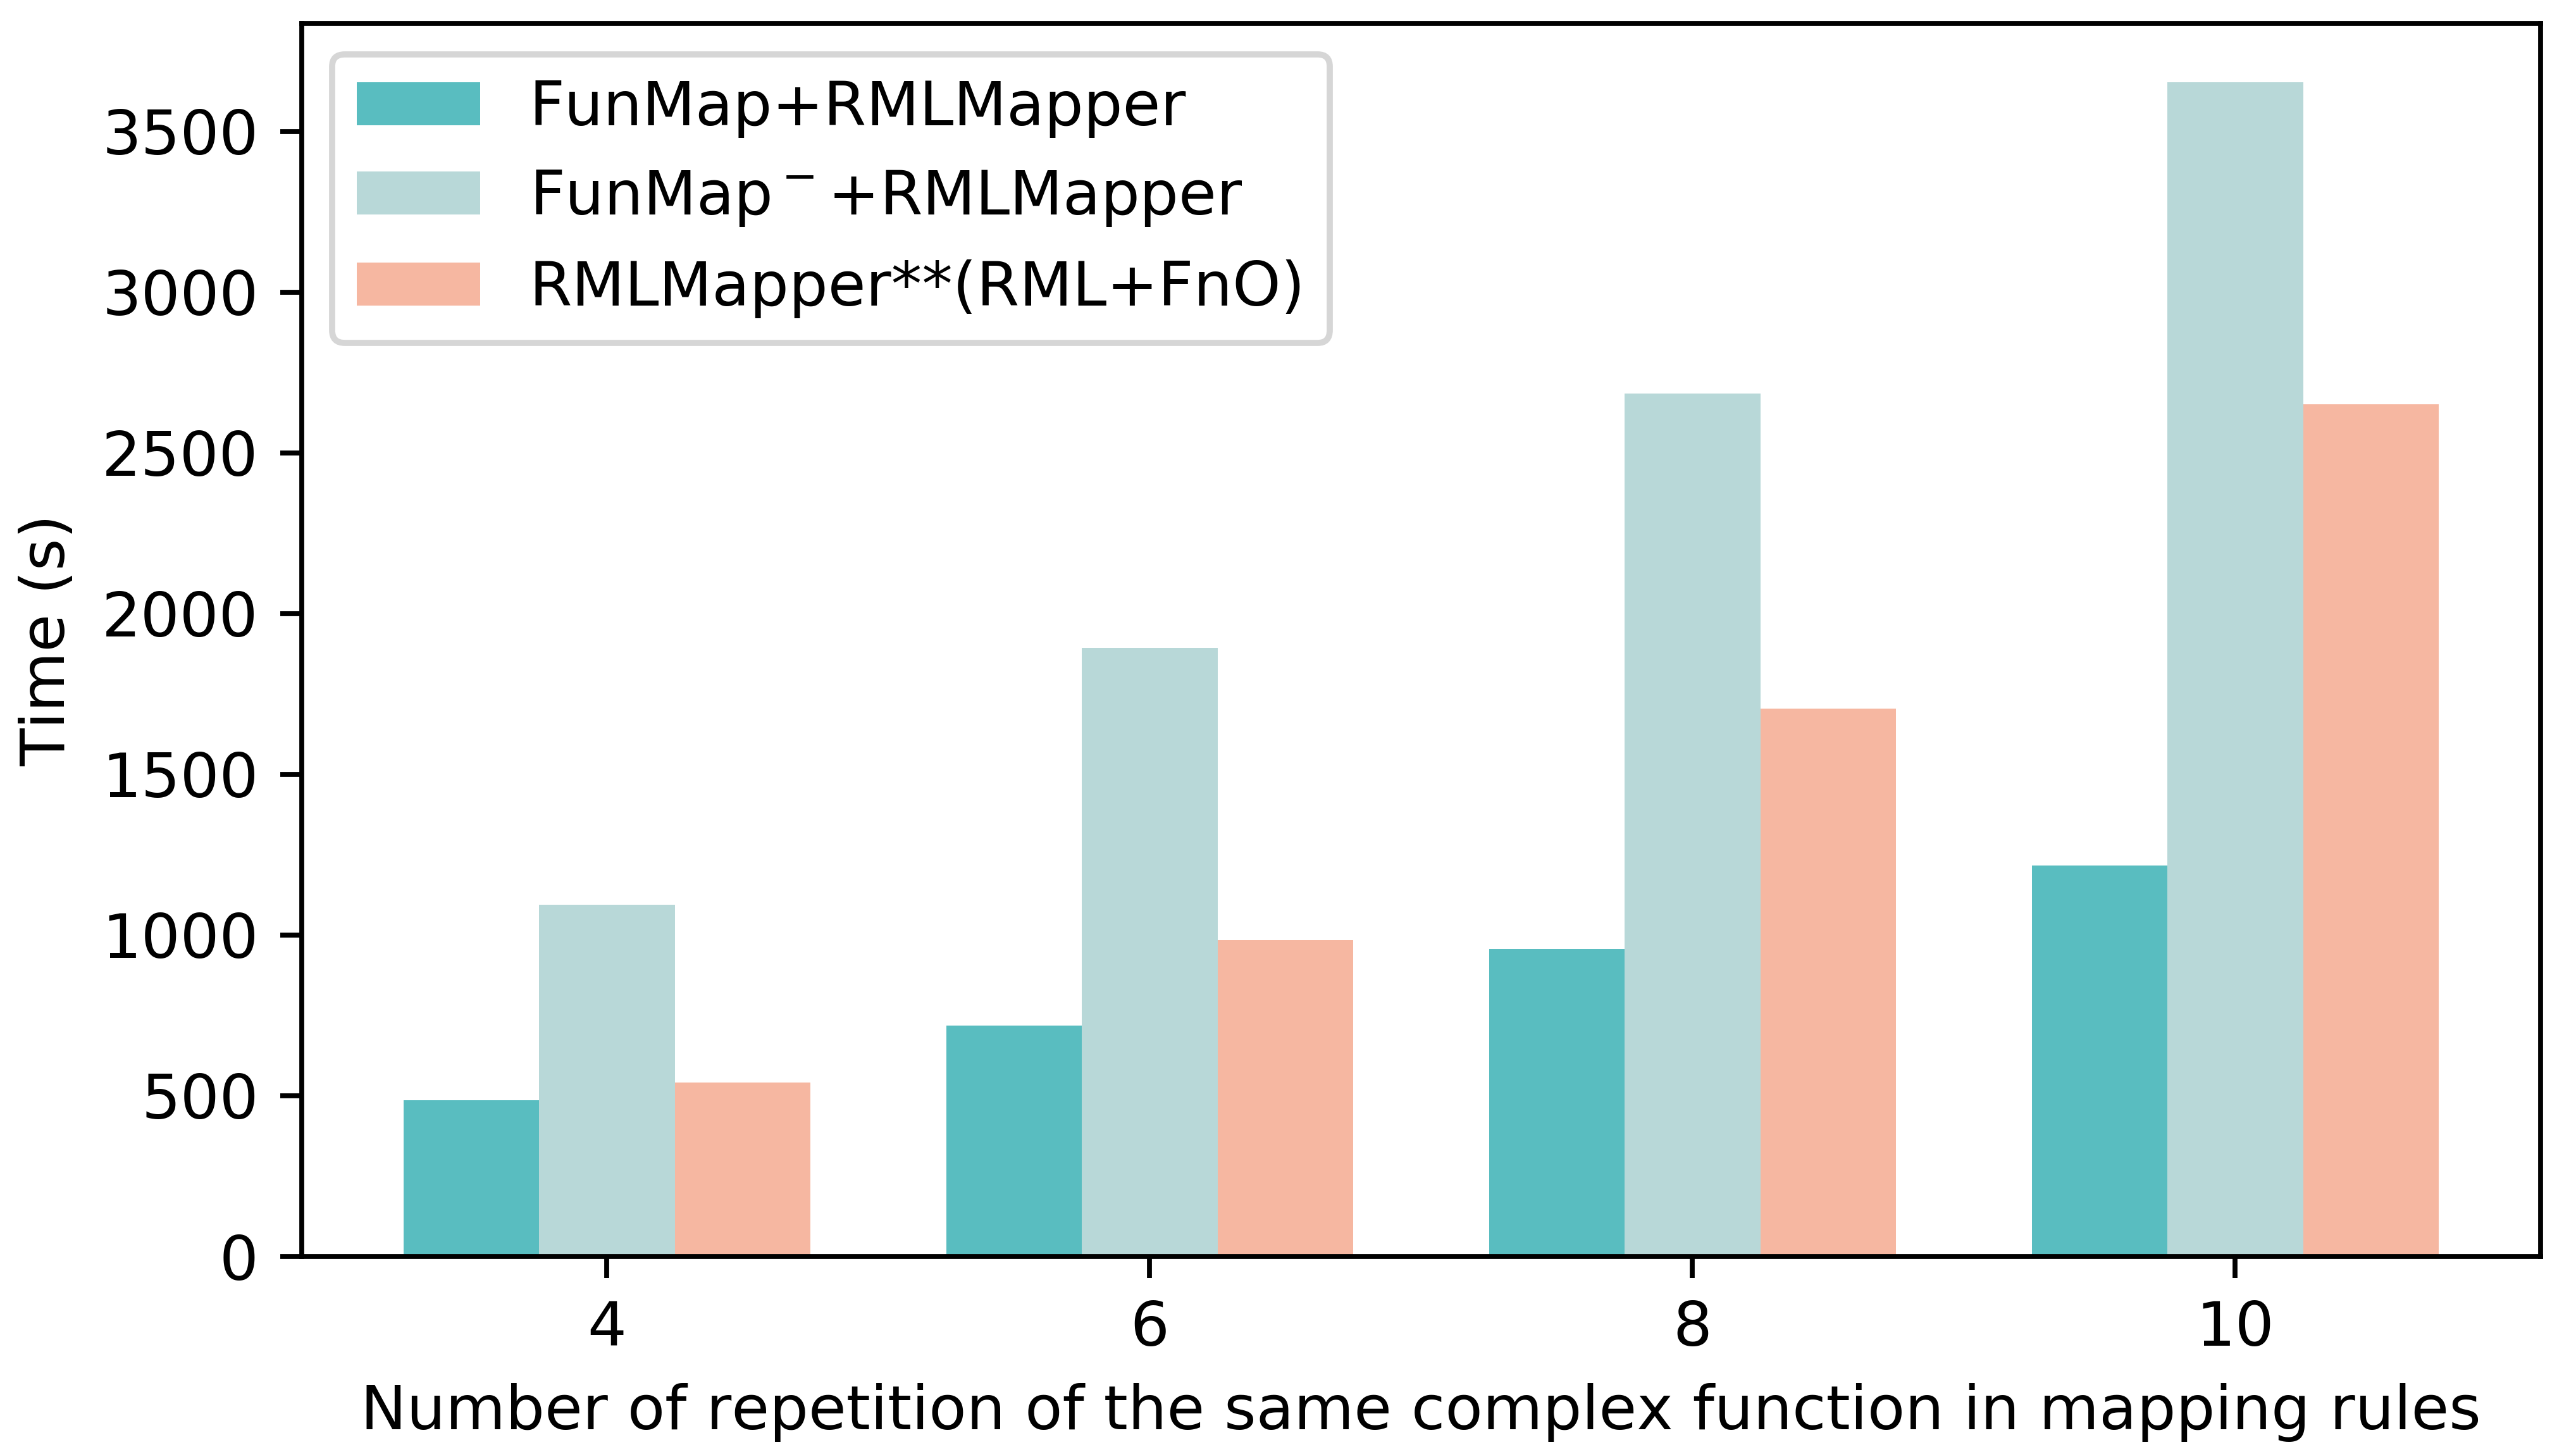 FunMap+RMLMapper
FunMap⁻+RMLMapper
RMLMapper**(RML+FnO)
3500
3000
2500
2000
1500
1000
500
0
Time (s)
4 6 8 10
Number of repetition of the same complex function in mapping rules